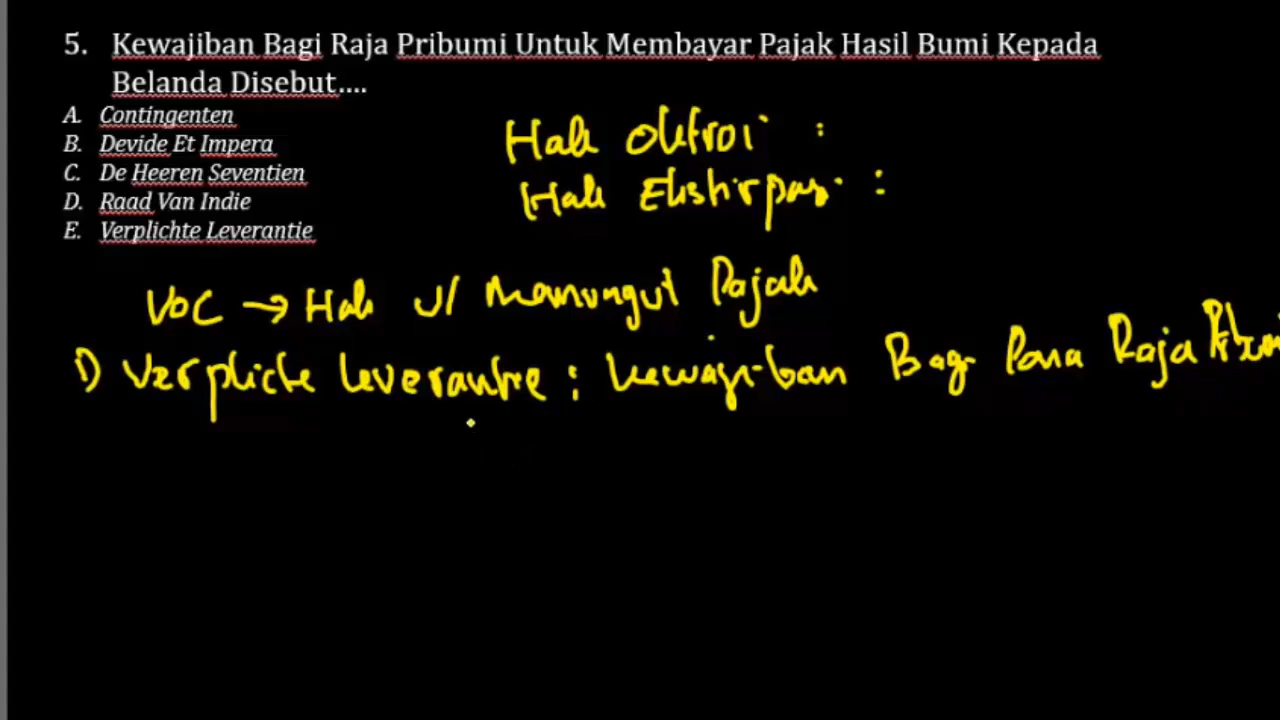 5. Kewajiban Bagi Raja Pribumi Untuk Membayar Pajak Hasil Bumi Kepada
Belanda Disebut....
A. Contingenten
B. Devide Et Impera
C. De Heeren Seventien
D. Raad Van Indie
E. Verplichte Leverantie
Hak Oktroi :
Hak Ekstirpasi :
VOC → Hak u/ Memungut Pajak
1) Verplichte leverantie : kewajiban Bagi Para Raja